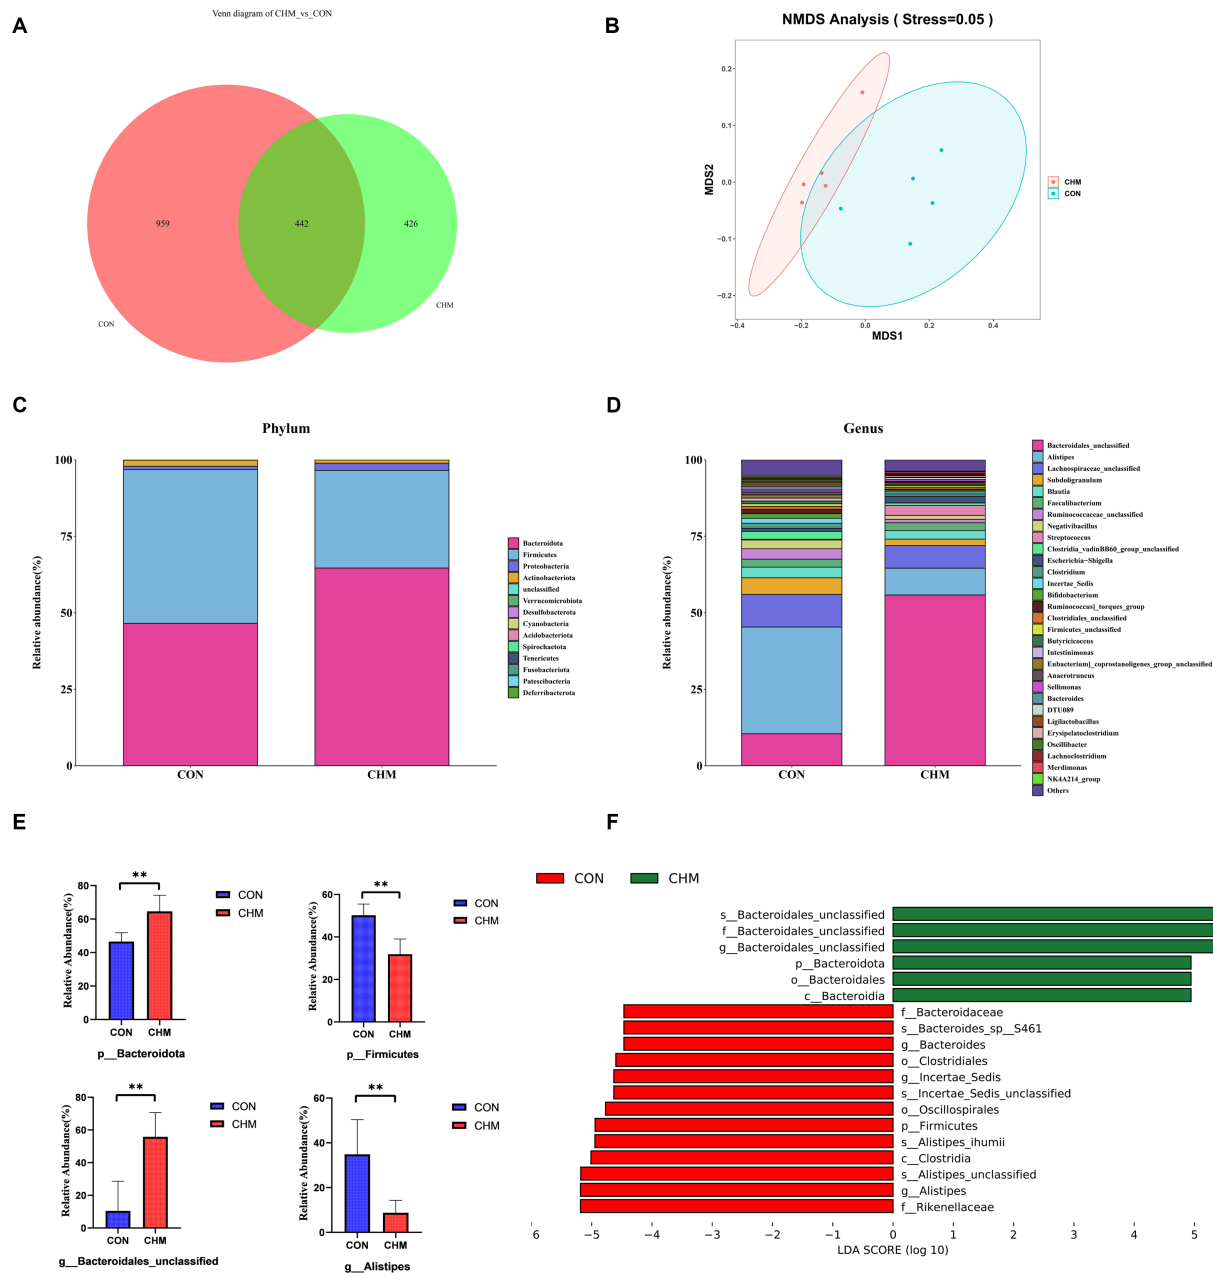 A
Venn diagram of CHM_vs_CON
959
442
426
CON
CHM
B
NMDS Analysis ( Stress=0.05 )
MDS2
0.2
0.1
0.0
−0.1
−0.2
−0.4
−0.2
0.0
0.2
0.4
MDS1
CHM
CON
C
Phylum
Relative abundance(%)
100
75
50
25
0
CON
CHM
Bacteroidota
Firmicutes
Proteobacteria
Actinobacteriota
unclassified
Verrucomicrobiota
Desulfobacterota
Cyanobacteria
Acidobacteriota
Spirochaetota
Tenericutes
Fusobacteriota
Patescibacteria
Deferribacterota
D
Genus
Relative abundance(%)
100
75
50
25
0
CON
CHM
Bacteroidales_unclassified
Alistipes
Lachnospiraceae_unclassified
Subdoligranulum
Blautia
Faecalibacterium
Ruminococcaceae_unclassified
Negativibacillus
Streptococcus
Clostridia_vadinBB60_group_unclassified
Escherichia−Shigella
Clostridium
Incertae_Sedis
Bifidobacterium
Ruminococcus]_torques_group
Clostridiales_unclassified
Firmicutes_unclassified
Butyricicoccus
Intestinimonas
Eubacterium]_coprostanoligenes_group_unclassified
Anaerotruncus
Sellimonas
Bacteroides
DTU089
Ligilactobacillus
Erysipelatoclostridium
Oscillibacter
Lachnoclostridium
Merdimonas
NK4A214_group
Others
E
Relative Abundance(%)
80
60
40
20
0
**
CON
CHM
CON
CHM
p__Bacteroidota
Relative Abundance(%)
60
40
20
0
**
CON
CHM
CON
CHM
p__Firmicutes
Relative Abundance(%)
80
60
40
20
0
**
CON
CHM
CON
CHM
g__Bacteroidales_unclassified
Relative Abundance(%)
60
40
20
0
**
CON
CHM
CON
CHM
g__Alistipes
F
CON
CHM
s__Bacteroidales_unclassified
f__Bacteroidales_unclassified
g__Bacteroidales_unclassified
p__Bacteroidota
o__Bacteroidales
c__Bacteroidia
f__Bacteroidaceae
s__Bacteroides_sp__S461
g__Bacteroides
o__Clostridiales
g__Incertae_Sedis
s__Incertae_Sedis_unclassified
o__Oscillospirales
p__Firmicutes
s__Alistipes_ihumii
c__Clostridia
s__Alistipes_unclassified
g__Alistipes
f__Rikenellaceae
6
−5
−4
−3
−2
−1
0
1
2
3
4
5
LDA SCORE (log 10)